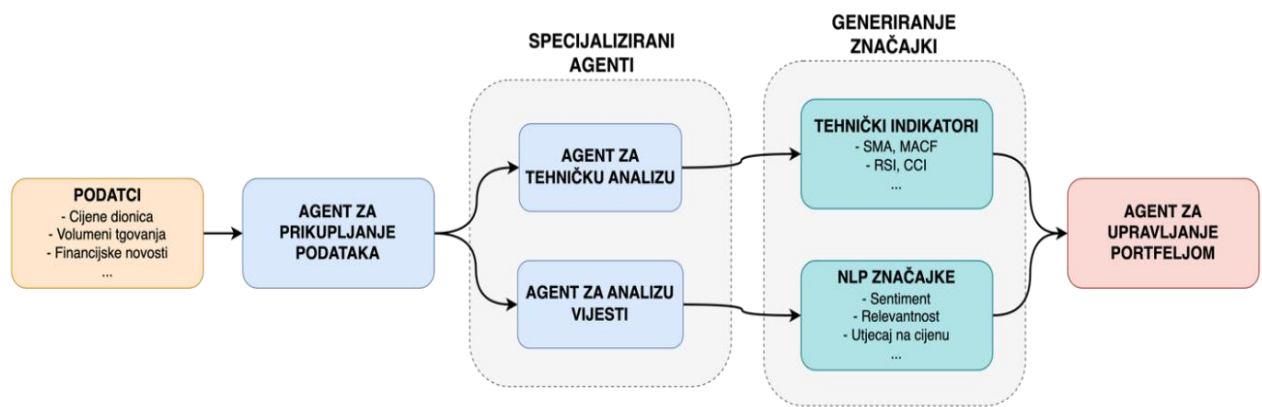 SPECIJALIZIRANI
AGENTI
GENERIRANJE
ZNAČAJKI
PODATCI
- Cijene dionica
- Volumeni tgovanja
- Financijske novosti
...
AGENT ZA
PRIKUPLJANJE
PODATAKA
AGENT ZA
TEHNIČKU ANALIZU
AGENT ZA ANALIZU
VIJESTI
TEHNIČKI INDIKATORI
- SMA, MACF
- RSI, CCI
...
NLP ZNAČAJKE
- Sentiment
- Relevantnost
- Utjecaj na cijenu
...
AGENT ZA
UPRAVLJANJE
PORTFELJOM